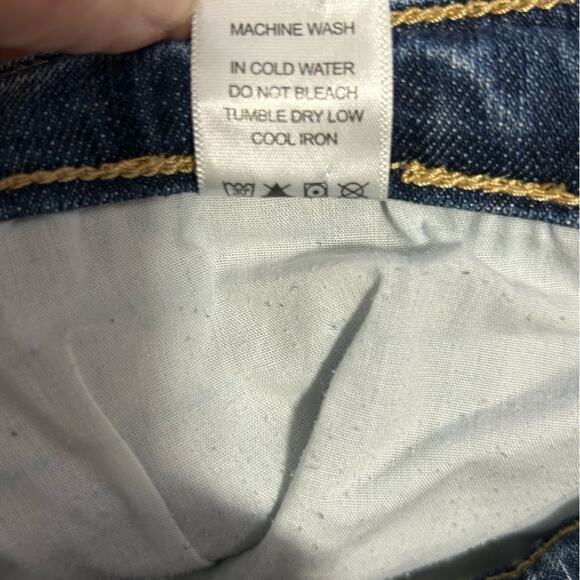 MACHINE WASH
IN COLD WATER
DO NOT BLEACH
TUMBLE DRY LOW
COOL IRON